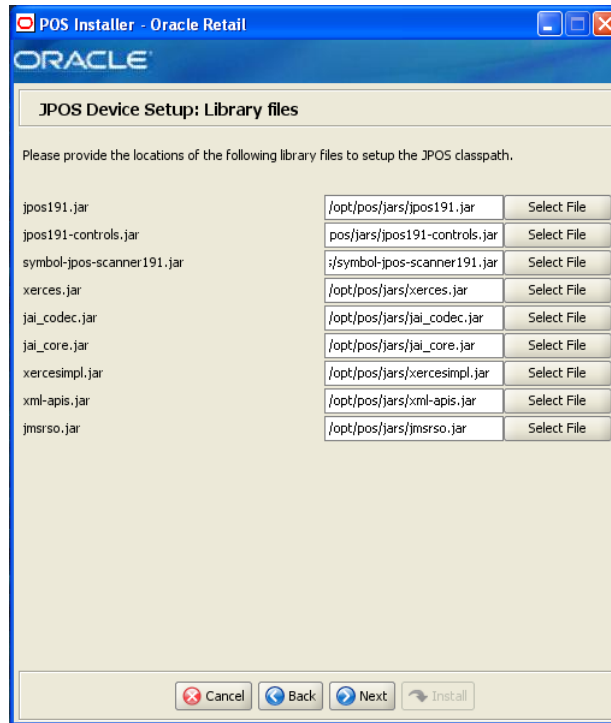 POS Installer - Oracle Retail
ORACLE
JPOS Device Setup: Library files
Please provide the locations of the following library files to setup the JPOS classpath.
jpos191.jar /opt/pos/jars/jpos191.jar Select File
jpos191-controls.jar pos/jars/jpos191-controls.jar Select File
symbol-jpos-scanner191.jar ;/symbol-jpos-scanner191.jar Select File
xerces.jar /opt/pos/jars/xerces.jar Select File
jai_codec.jar /opt/pos/jars/jai_codec.jar Select File
jai_core.jar /opt/pos/jars/jai_core.jar Select File
xercesimpl.jar /opt/pos/jars/xercesimpl.jar Select File
xml-apis.jar /opt/pos/jars/xml-apis.jar Select File
jmsrso.jar /opt/pos/jars/jmsrso.jar Select File
Cancel Back Next Install